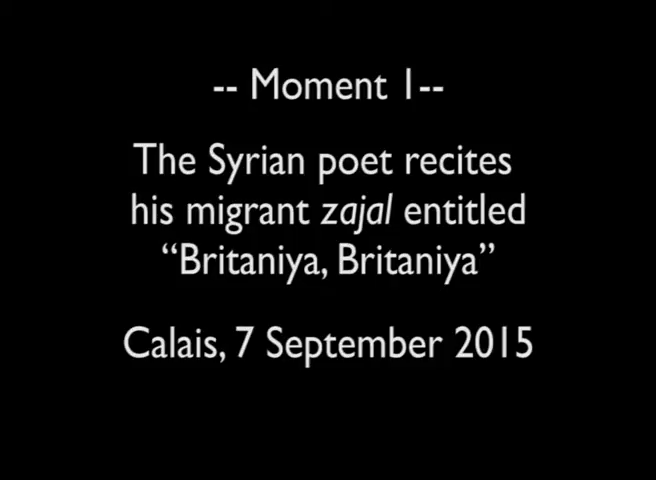 -- Moment 1--
The Syrian poet recites
his migrant zajal entitled
“Britaniya, Britaniya”
Calais, 7 September 2015